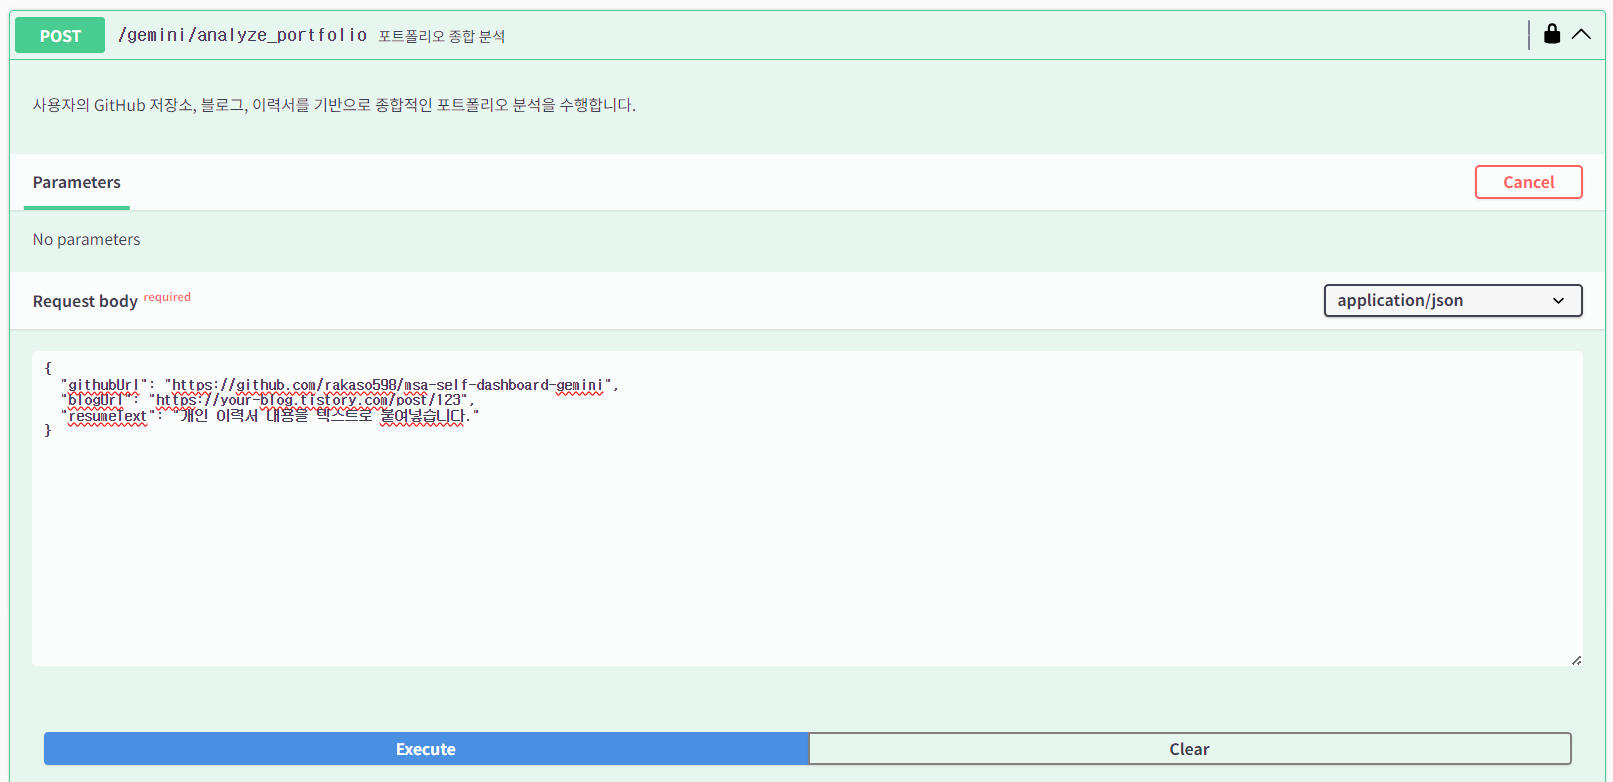 POST /gemini/analyze_portfolio 포트폴리오 종합 분석
사용자의 GitHub 저장소, 블로그, 이력서를 기반으로 종합적인 포트폴리오 분석을 수행합니다.
Parameters
Cancel
No parameters
Request body required
application/json
{
"githubUrl": "https://github.com/rakaso598/msa-self-dashboard-gemini",
"blogUrl": "https://your-blog.tistory.com/post/123",
"resumeText": "개인 이력서 내용을 텍스트로 붙여넣습니다."
}
Execute
Clear